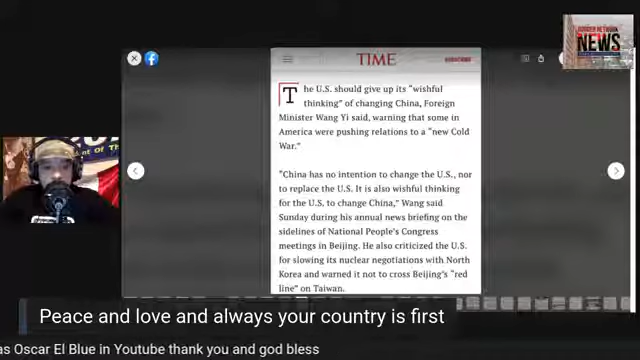 BORDER NETWORK
NEWS
TIME
SUBSCRIBE
The U.S. should give up its “wishful
thinking” of changing China, Foreign
Minister Wang Yi said, warning that some in
America were pushing relations to a “new Cold
War.”
“China has no intention to change the U.S., nor
to replace the U.S. It is also wishful thinking
for the U.S. to change China,” Wang said
Sunday during his annual news briefing on the
sidelines of National People’s Congress
meetings in Beijing. He also criticized the U.S.
for slowing its nuclear negotiations with North
Korea and warned it not to cross Beijing’s “red
line” on Taiwan.
Peace and love and always your country is first
as Oscar El Blue in Youtube thank you and god bless